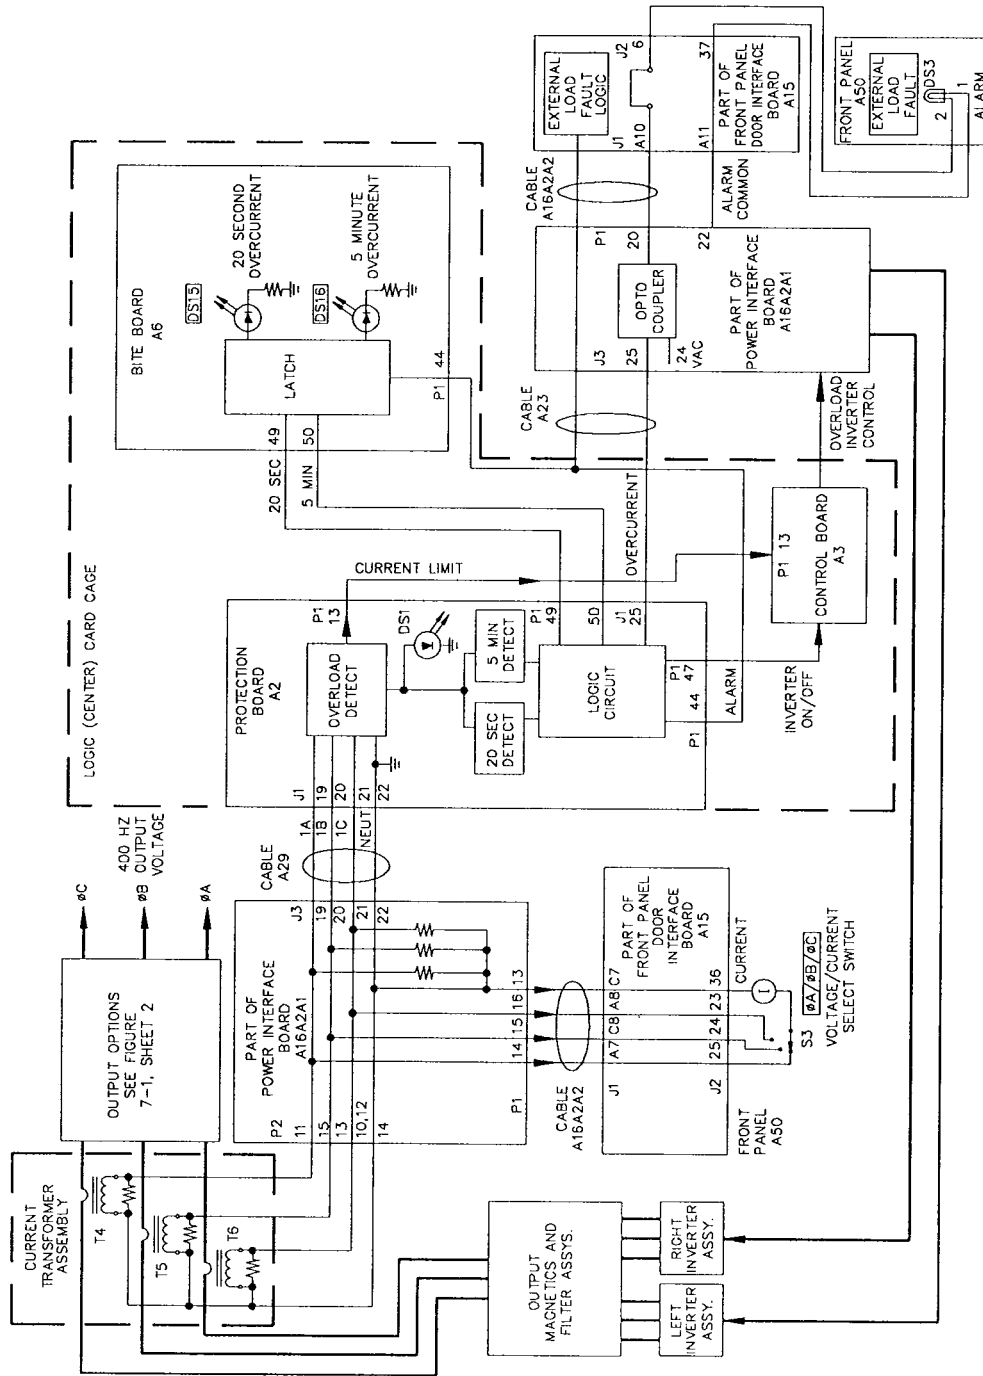 LOGIC (CENTER) CARD CAGE
BITE BOARD
A6
DS15
20 SECOND
OVERCURRENT
DS16
5 MINUTE
OVERCURRENT
LATCH
49
50
P1
44
20 SEC
5 MIN
CURRENT
TRANSFORMER
ASSEMBLY
T4
T5
T6
OUTPUT OPTIONS
SEE FIGURE
7-1, SHEET 2
øC
øB
øA
400 HZ
OUTPUT
VOLTAGE
P2
11
15
13
10,12
14
PART OF
POWER INTERFACE
BOARD
A16A2A1
J3
19
20
21
22
P1
14
15
16
13
CABLE
A29
1A
1B
1C
NEUT
J1
19
20
21
22
PROTECTION
BOARD
A2
OVERLOAD
DETECT
P1
13
DS1
CURRENT LIMIT
20 SEC
DETECT
5 MIN
DETECT
LOGIC
CIRCUIT
P1
49
50
J1
25
P1
44
P1
47
ALARM
INVERTER
ON/OFF
OVERCURRENT
CABLE
A23
P1 13
CONTROL BOARD
A3
OVERLOAD
INVERTER
CONTROL
J3
25
24
VAC
OPTO
COUPLER
PART OF
POWER INTERFACE
BOARD
A16A2A1
P1
20
22
CABLE
A16A2A2
ALARM
COMMON
EXTERNAL
LOAD
FAULT
LOGIC
J1
A10
A11
J2
6
37
PART OF
FRONT PANEL
DOOR INTERFACE
BOARD
A15
FRONT PANEL
A50
EXTERNAL
LOAD
FAULT
DS3
2
1
ALARM
CABLE
A16A2A2
J1
A7
C8
A8
C7
PART OF
FRONT PANEL
DOOR
INTERFACE
BOARD
A15
J2
25
24
23
36
FRONT
PANEL
A50
CURRENT
I
S3
øA/øB/øC
VOLTAGE/CURRENT
SELECT SWITCH
OUTPUT
MAGNETICS AND
FILTER ASSYS.
LEFT
INVERTER
ASSY.
RIGHT
INVERTER
ASSY.